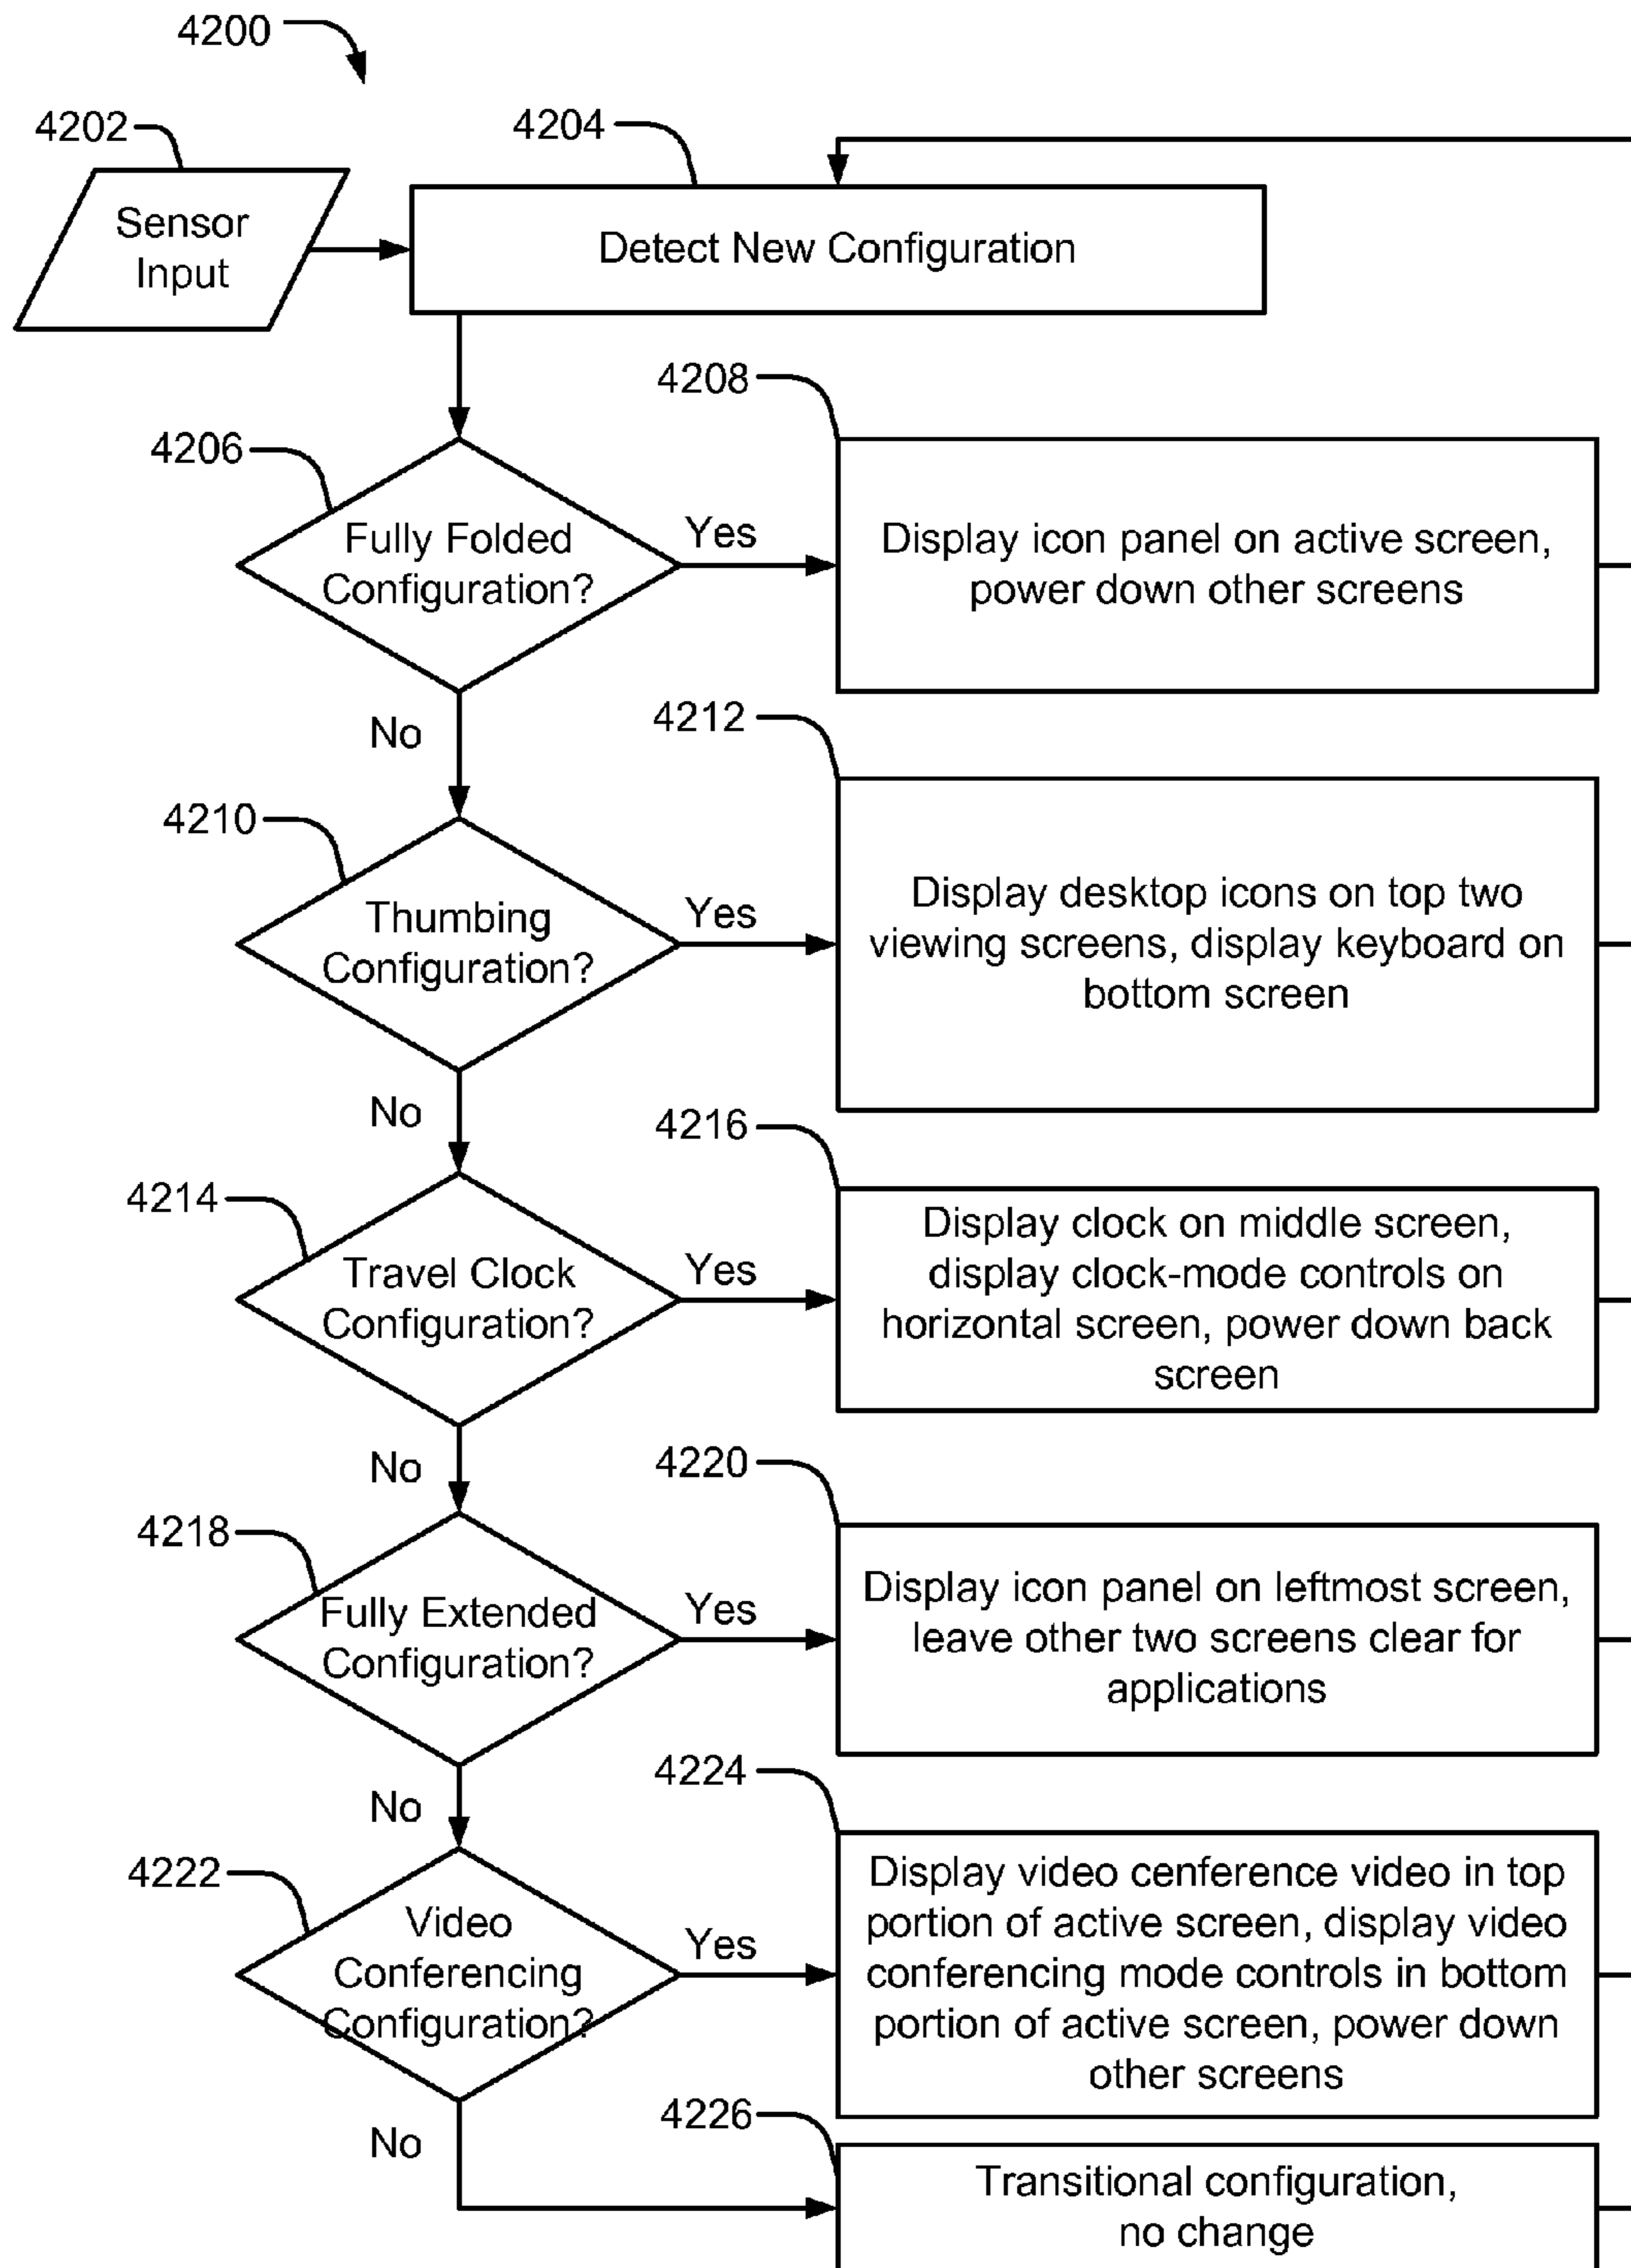 4200
4202
4204
Sensor
Input
Detect New Configuration
4206
4208
Fully Folded
Configuration?
Yes
Display icon panel on active screen,
power down other screens
No
4210
4212
Thumbing
Configuration?
Yes
Display desktop icons on top two
viewing screens, display keyboard on
bottom screen
No
4214
4216
Travel Clock
Configuration?
Yes
Display clock on middle screen,
display clock-mode controls on
horizontal screen, power down back
screen
No
4218
4220
Fully Extended
Configuration?
Yes
Display icon panel on leftmost screen,
leave other two screens clear for
applications
No
4222
4224
Video
Conferencing
Configuration?
Yes
Display video cenference video in top
portion of active screen, display video
conferencing mode controls in bottom
portion of active screen, power down
other screens
No
4226
Transitional configuration,
no change